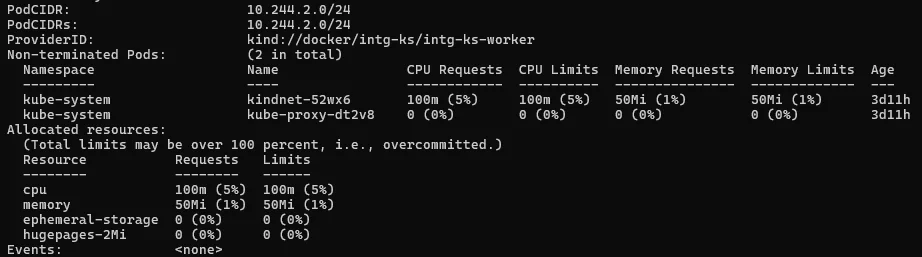 PodCIDR:                      10.244.2.0/24
PodCIDRs:                     10.244.2.0/24
ProviderID:                   kind://docker/intg-ks/intg-ks-worker
Non-terminated Pods:          (2 in total)
  Namespace                   Name                CPU Requests  CPU Limits  Memory Requests  Memory Limits  Age
  ---------                   ----                ------------  ----------  ---------------  -------------  ---
  kube-system                 kindnet-52wx6       100m (5%)     100m (5%)   50Mi (1%)        50Mi (1%)      3d11h
  kube-system                 kube-proxy-dt2v8    0 (0%)        0 (0%)      0 (0%)           0 (0%)         3d11h
Allocated resources:
  (Total limits may be over 100 percent, i.e., overcommitted.)
  Resource           Requests   Limits
  --------           --------   ------
  cpu                100m (5%)  100m (5%)
  memory             50Mi (1%)  50Mi (1%)
  ephemeral-storage  0 (0%)     0 (0%)
  hugepages-2Mi      0 (0%)     0 (0%)
Events:              <none>